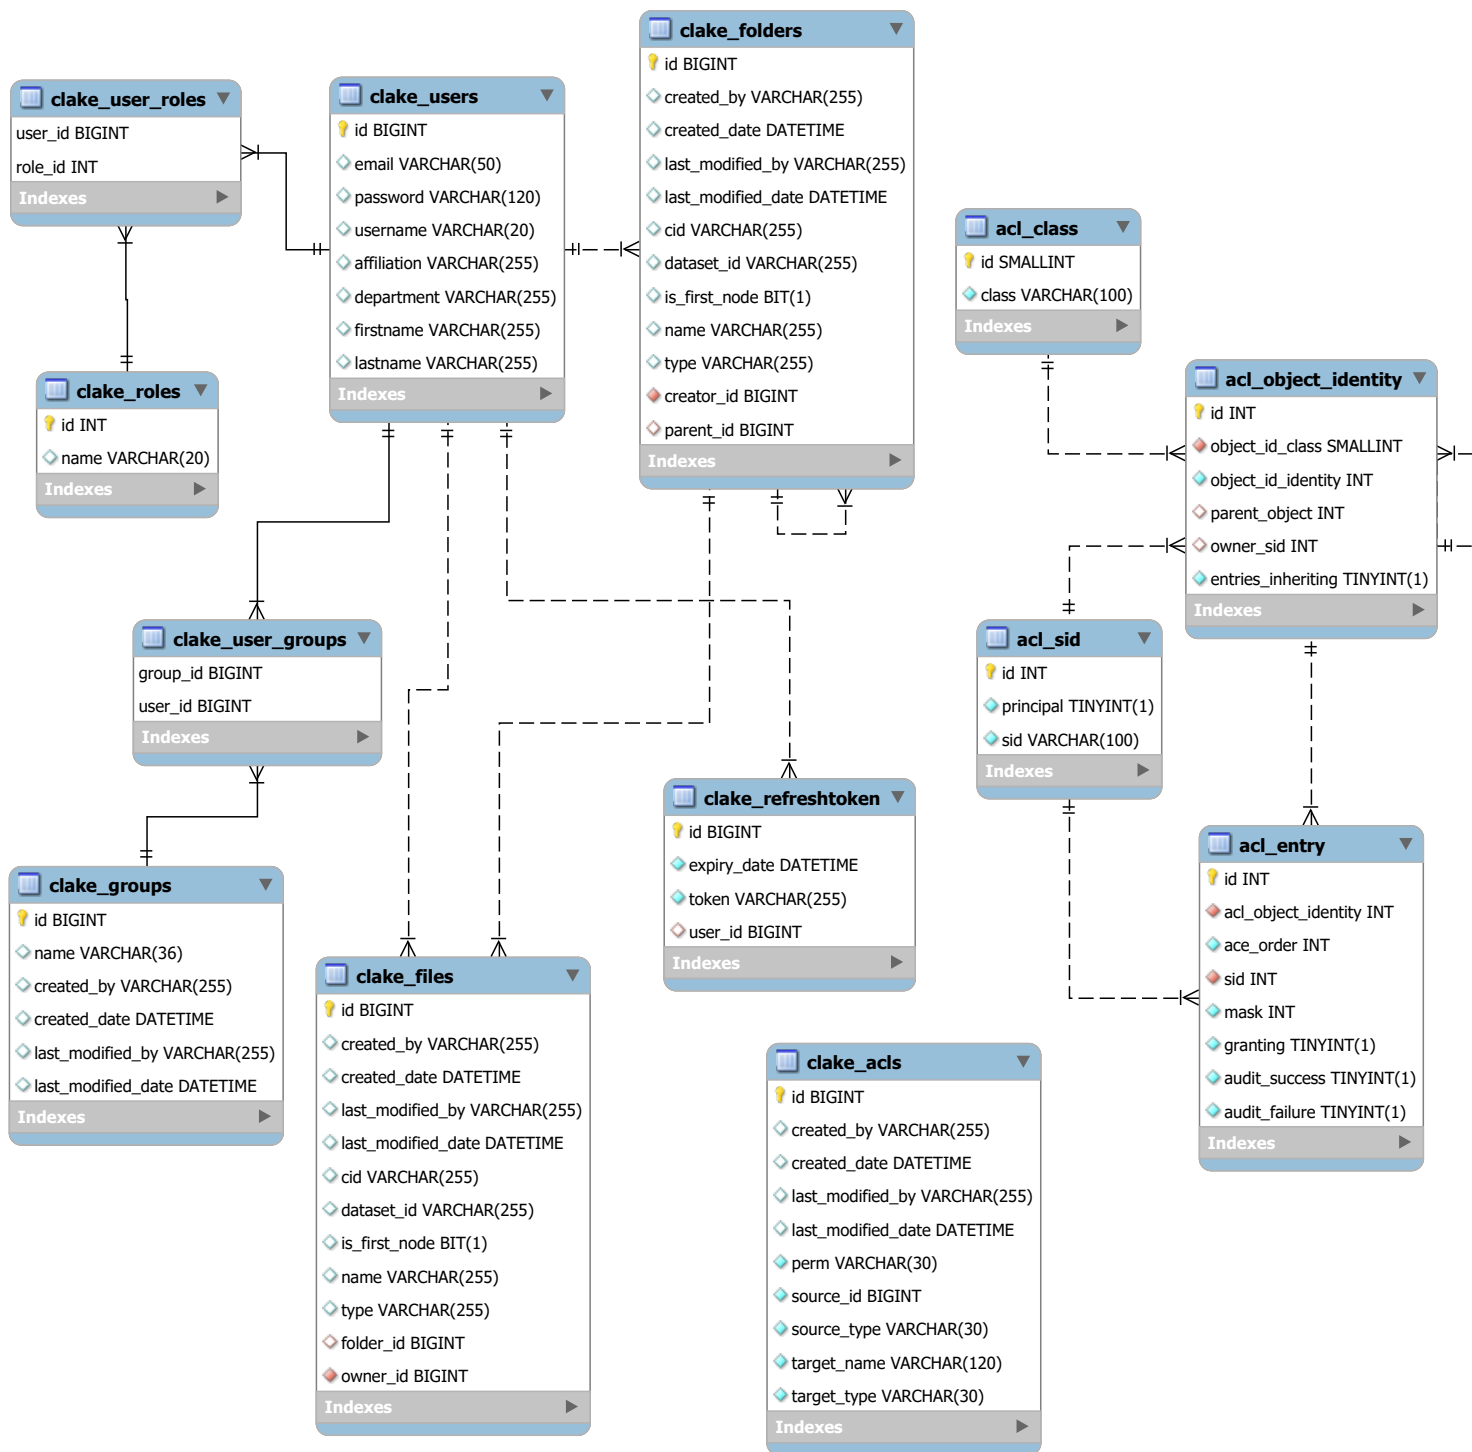 clake_folders
id BIGINT
created_by VARCHAR(255)
created_date DATETIME
last_modified_by VARCHAR(255)
last_modified_date DATETIME
cid VARCHAR(255)
dataset_id VARCHAR(255)
is_first_node BIT(1)
name VARCHAR(255)
type VARCHAR(255)
creator_id BIGINT
parent_id BIGINT
Indexes
clake_user_roles
user_id BIGINT
role_id INT
Indexes
clake_users
id BIGINT
email VARCHAR(50)
password VARCHAR(120)
username VARCHAR(20)
affiliation VARCHAR(255)
department VARCHAR(255)
firstname VARCHAR(255)
lastname VARCHAR(255)
Indexes
acl_class
id SMALLINT
class VARCHAR(100)
Indexes
acl_object_identity
id INT
object_id_class SMALLINT
object_id_identity INT
parent_object INT
owner_sid INT
entries_inheriting TINYINT(1)
Indexes
clake_roles
id INT
name VARCHAR(20)
Indexes
clake_user_groups
group_id BIGINT
user_id BIGINT
Indexes
acl_sid
id INT
principal TINYINT(1)
sid VARCHAR(100)
Indexes
clake_refreshtoken
id BIGINT
expiry_date DATETIME
token VARCHAR(255)
user_id BIGINT
Indexes
acl_entry
id INT
acl_object_identity INT
ace_order INT
sid INT
mask INT
granting TINYINT(1)
audit_success TINYINT(1)
audit_failure TINYINT(1)
Indexes
clake_groups
id BIGINT
name VARCHAR(36)
created_by VARCHAR(255)
created_date DATETIME
last_modified_by VARCHAR(255)
last_modified_date DATETIME
Indexes
clake_files
id BIGINT
created_by VARCHAR(255)
created_date DATETIME
last_modified_by VARCHAR(255)
last_modified_date DATETIME
cid VARCHAR(255)
dataset_id VARCHAR(255)
is_first_node BIT(1)
name VARCHAR(255)
type VARCHAR(255)
folder_id BIGINT
owner_id BIGINT
Indexes
clake_acls
id BIGINT
created_by VARCHAR(255)
created_date DATETIME
last_modified_by VARCHAR(255)
last_modified_date DATETIME
perm VARCHAR(30)
source_id BIGINT
source_type VARCHAR(30)
target_name VARCHAR(120)
target_type VARCHAR(30)
Indexes